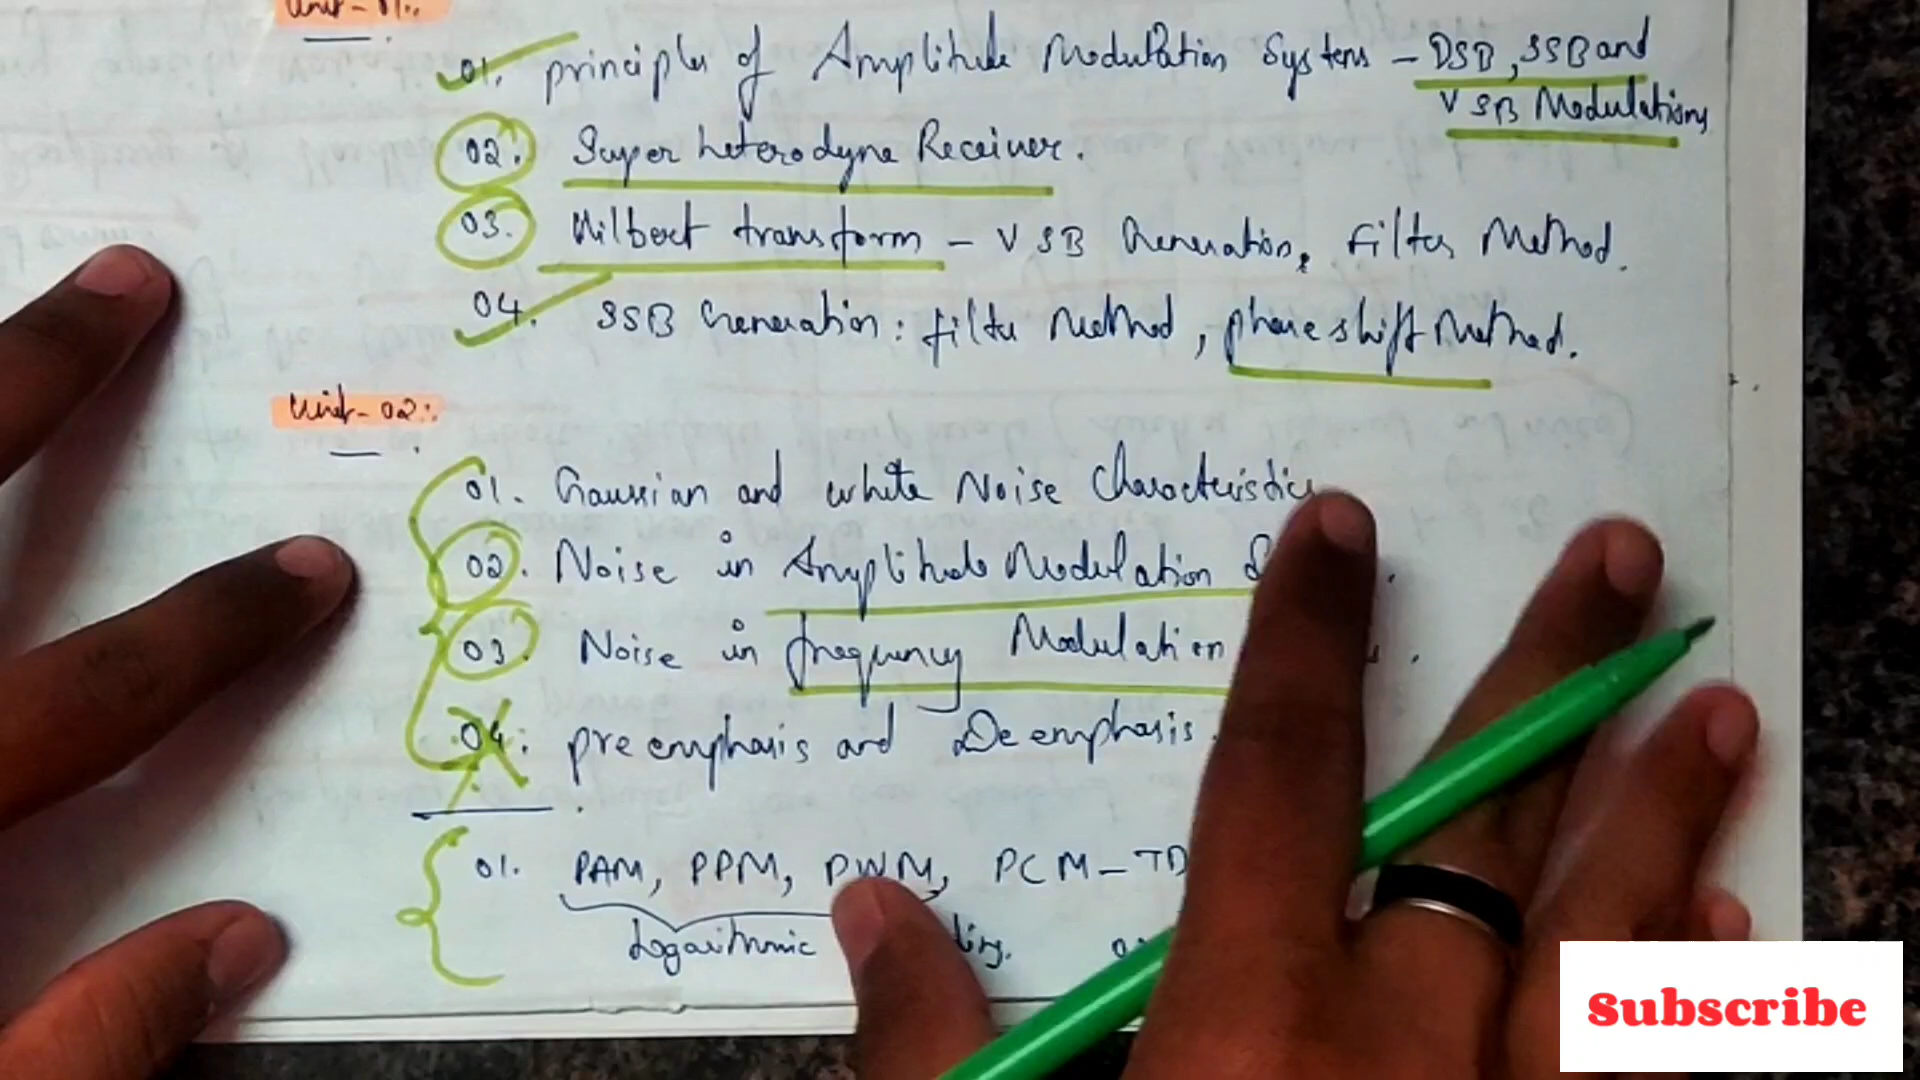 Unit-01:
01. principles of Amplitude Modulation Systems – DSB, SSB and
VSB Modulations
02. Super heterodyne Receiver.
03. Hilbert transform – VSB Generation, Filter Method.
04. SSB Generation: filter Method, phase shift Method.
Unit-02:
01. Gaussian and white Noise Characteristics
02. Noise in Amplitude Modulation
03. Noise in frequency Modulation
04. pre emphasis and De emphasis.
01. PAM, PPM, PWM, PCM – TD
Logarithmic
Subscribe